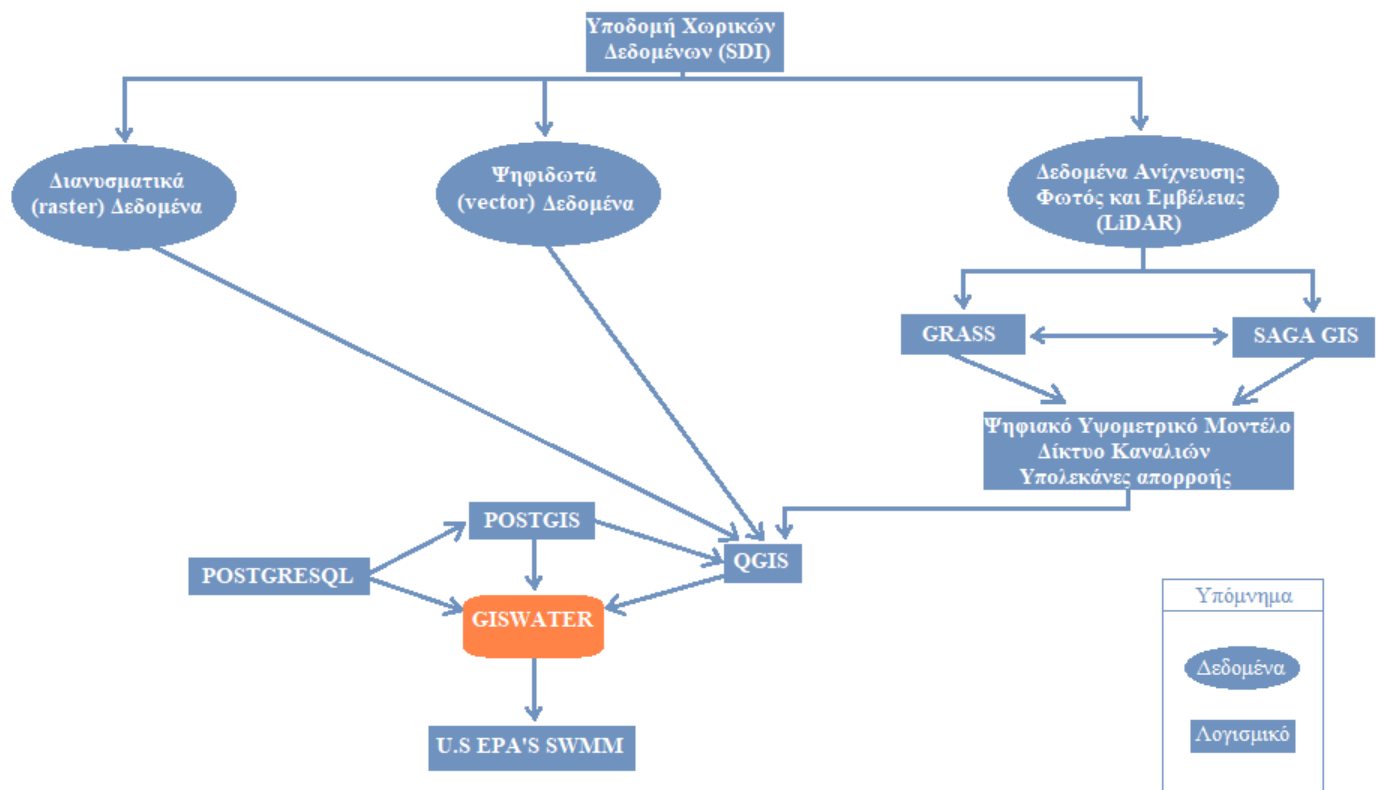 Υποδομή Χωρικών
Δεδομένων (SDI)
Διανυσματικά
(raster) Δεδομένα
Ψηφιδωτά
(vector) Δεδομένα
Δεδομένα Ανίχνευσης
Φωτός και Εμβέλειας
(LiDAR)
GRASS
SAGA GIS
Ψηφιακό Υψομετρικό Μοντέλο
Δίκτυο Καναλιών
Υπολεκάνες απορροής
POSTGIS
POSTGRESQL
QGIS
GISWATER
U.S EPA'S SWMM
Υπόμνημα
Δεδομένα
Λογισμικό